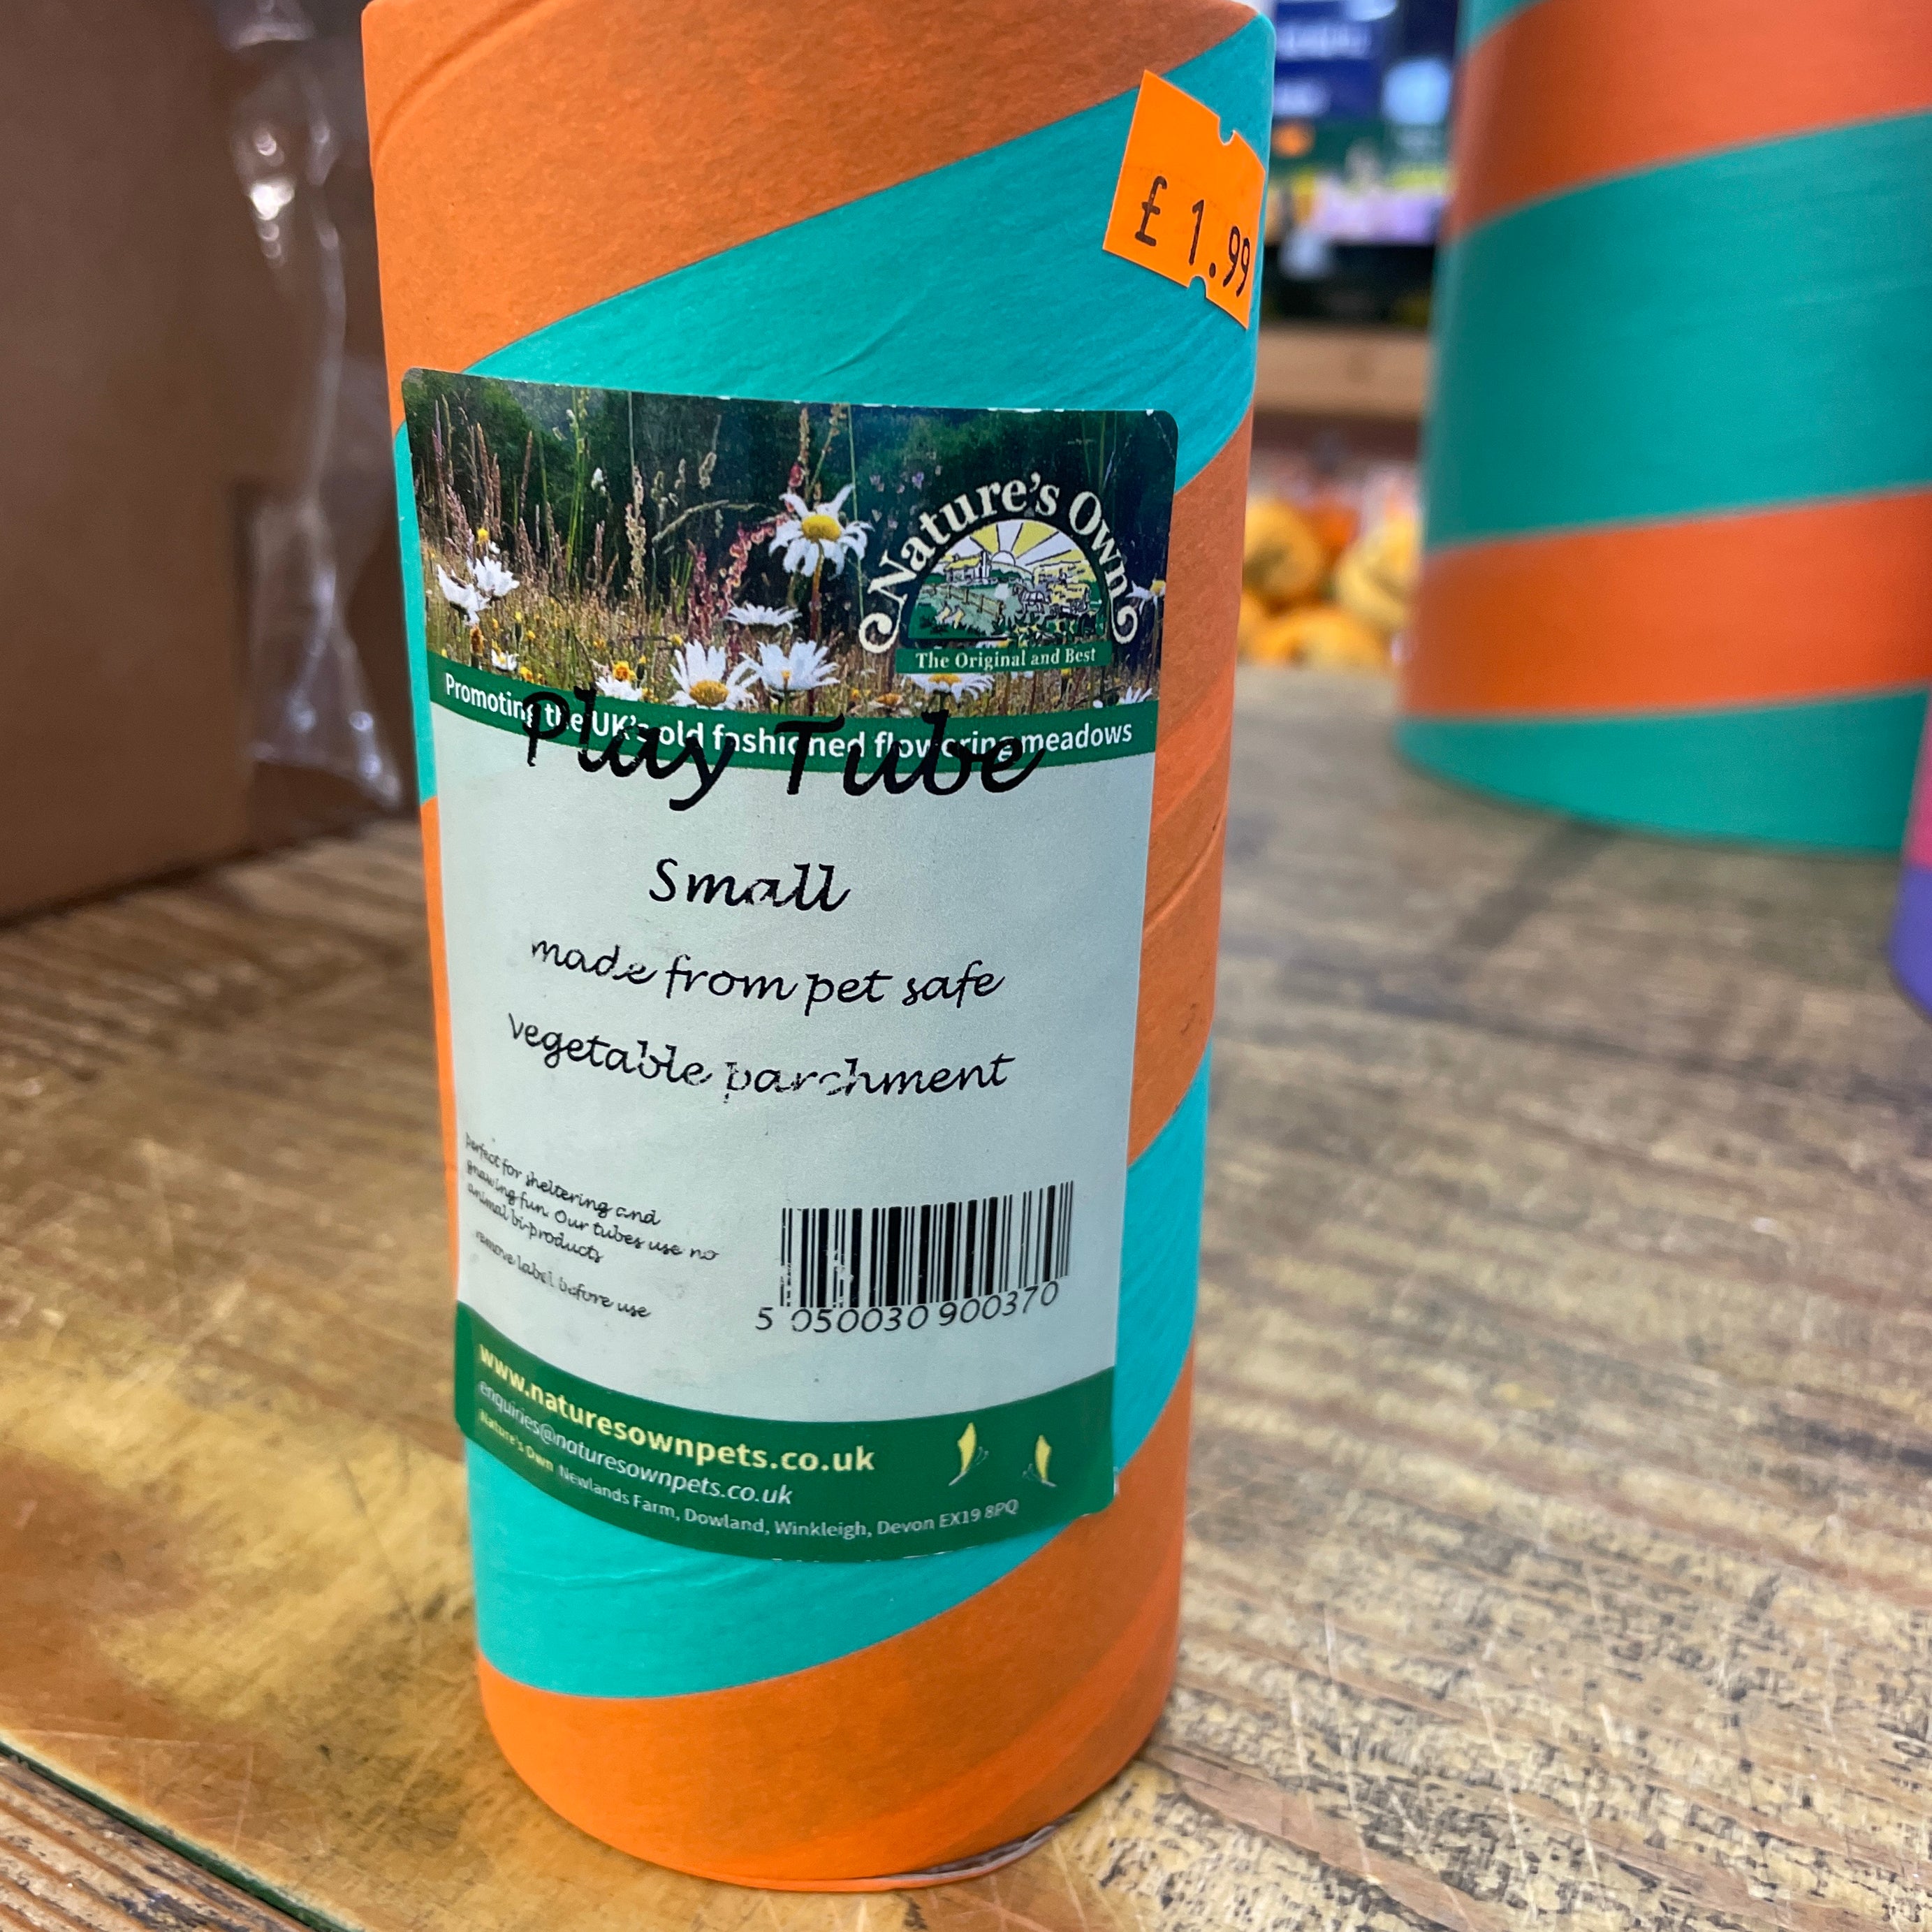 £1.99
Nature's Own
The Original and Best
Promoting the UK's old fashioned flowering meadows
Play Tube
Small
made from pet safe
vegetable parchment
perfect for sheltering and
gnawing fun. Our tubes use no
animal bi-products
remove label before use
5 050030 900370
www.naturesownpets.co.uk
enquiries@naturesownpets.co.uk
Nature's Own Newlands Farm, Dowland, Winkleigh, Devon EX19 8PQ